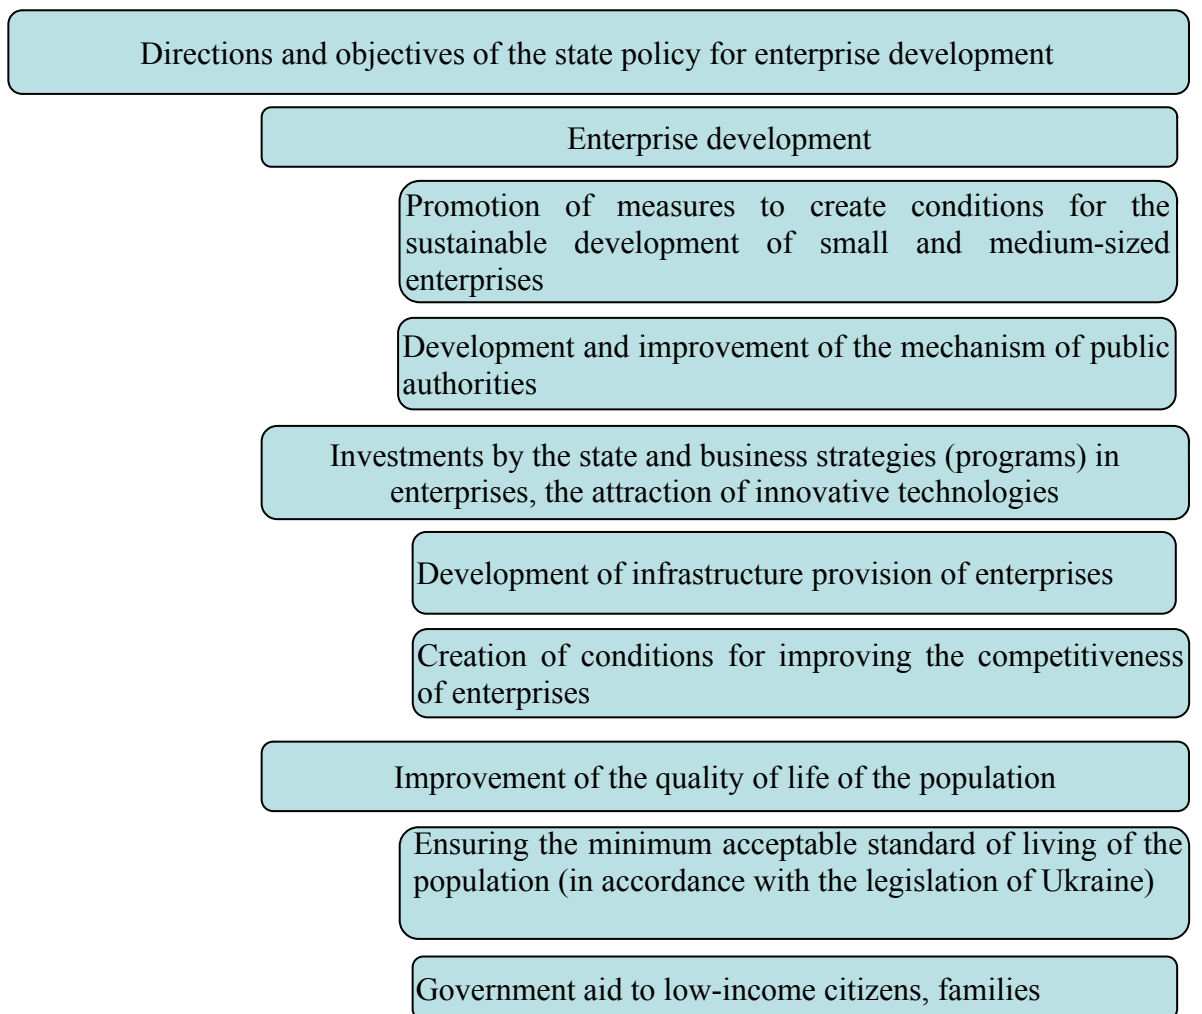 Directions and objectives of the state policy for enterprise development
Enterprise development
Promotion of measures to create conditions for the
sustainable development of small and medium-sized
enterprises
Development and improvement of the mechanism of public
authorities
Investments by the state and business strategies (programs) in
enterprises, the attraction of innovative technologies
Development of infrastructure provision of enterprises
Creation of conditions for improving the competitiveness
of enterprises
Improvement of the quality of life of the population
Ensuring the minimum acceptable standard of living of the
population (in accordance with the legislation of Ukraine)
Government aid to low-income citizens, families